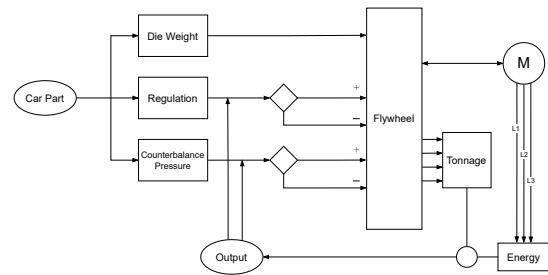 Die Weight
M
Car Part
Regulation
+
−
L1
Flywheel
Counterbalance
Pressure
+
−
Tonnage
L2
L3
Output
Energy